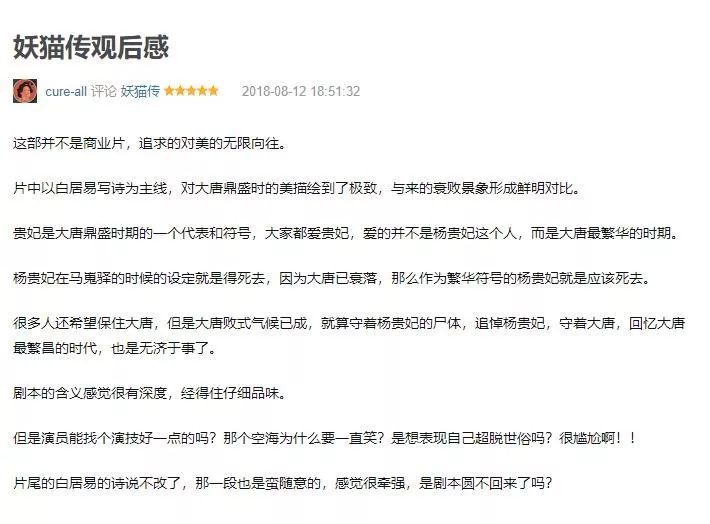 妖猫传观后感
cure-all 评论 妖猫传 ★★★★★ 2018-08-12 18:51:32
这部并不是商业片，追求的对美的无限向往。
片中以白居易写诗为主线，对大唐鼎盛时的美描绘到了极致，与来的衰败景象形成鲜明对比。
贵妃是大唐鼎盛时期的一个代表和符号，大家都爱贵妃，爱的并不是杨贵妃这个人，而是大唐最繁华的时期。
杨贵妃在马嵬驿的时候的设定就是得死去，因为大唐已衰落，那么作为繁华符号的杨贵妃就是应该死去。
很多人还希望保住大唐，但是大唐败式气候已成，就算守着杨贵妃的尸体，追悼杨贵妃，守着大唐，回忆大唐
最繁昌的时代，也是无济于事了。
剧本的含义感觉很有深度，经得住仔细品味。
但是演员能找个演技好一点的吗？那个空海为什么要一直笑？是想表现自己超脱世俗吗？很尴尬啊！！
片尾的白居易的诗说不改了，那一段也是蛮随意的，感觉很牵强，是剧本圆不回来了吗？